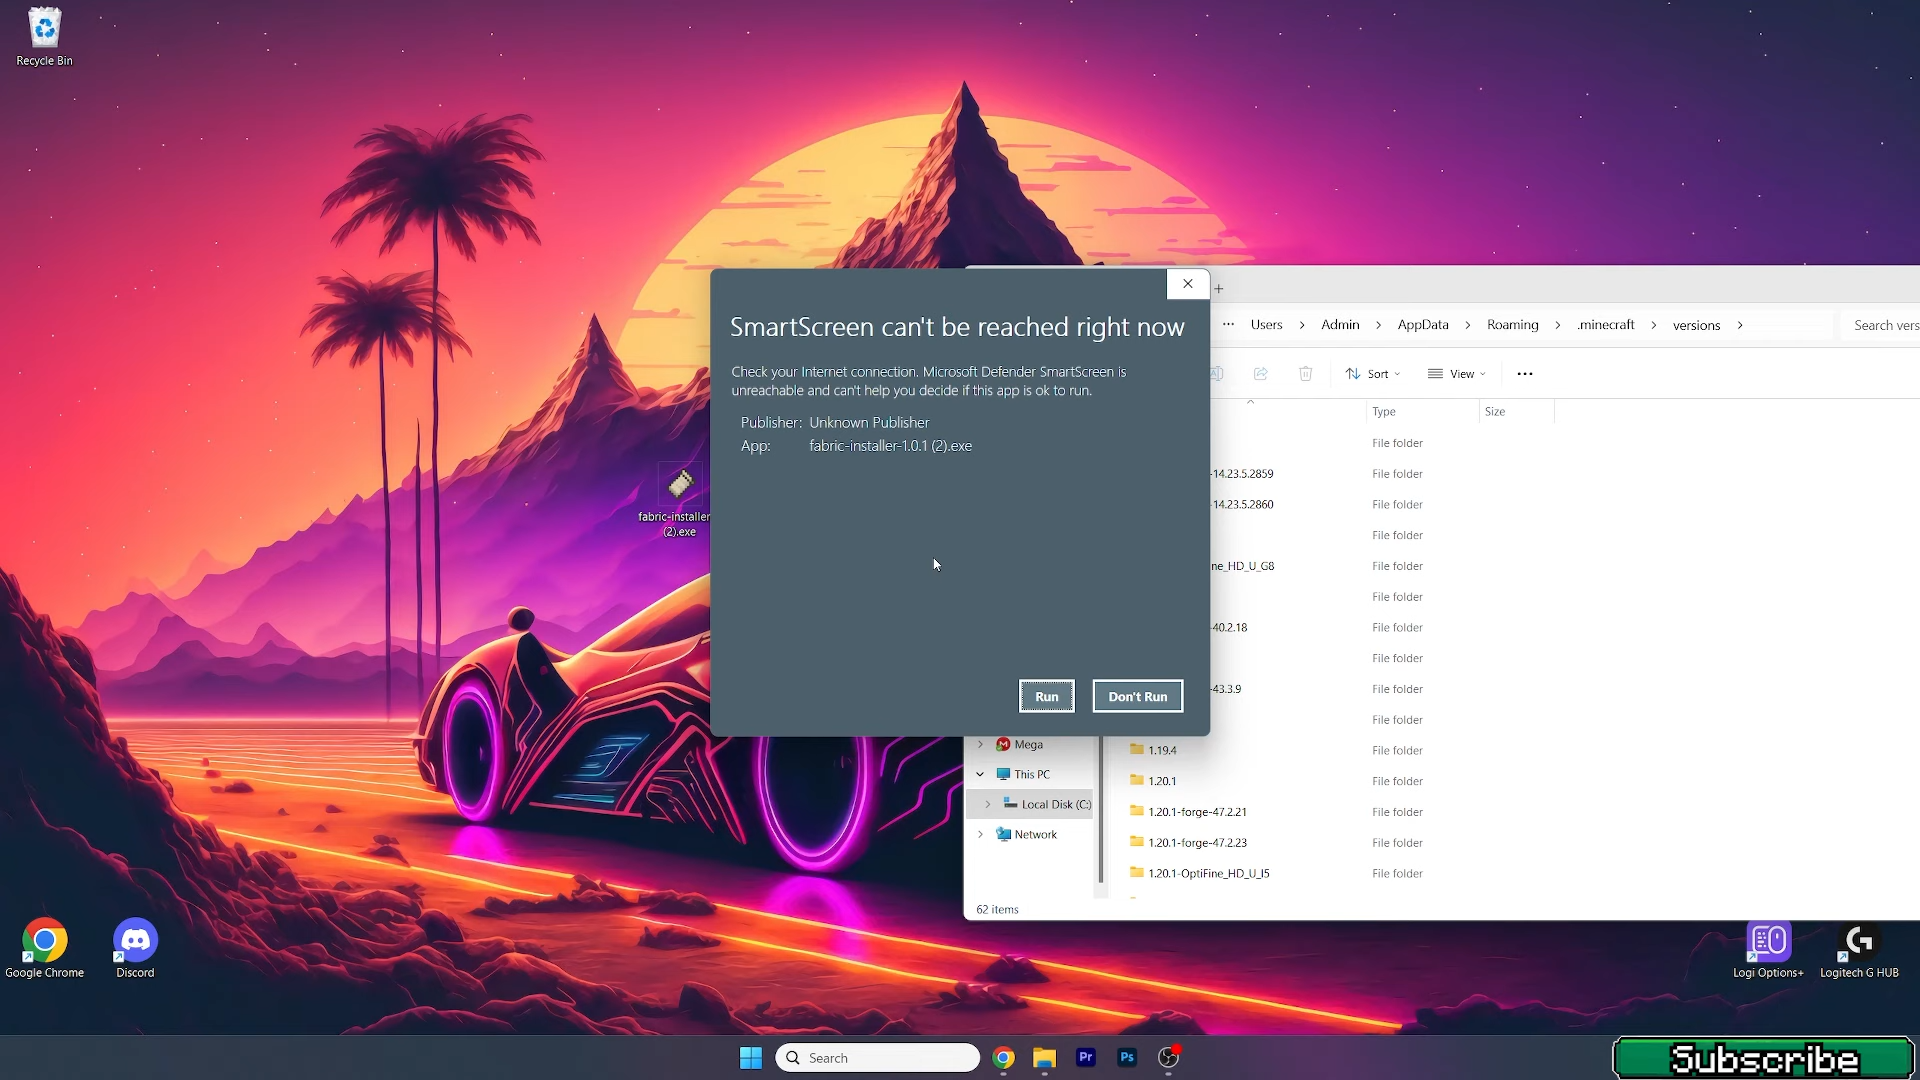 Recycle Bin
SmartScreen can't be reached right now
Check your Internet connection. Microsoft Defender SmartScreen is
unreachable and can't help you decide if this app is ok to run.
Publisher: Unknown Publisher
App: fabric-installer-1.0.1 (2).exe
Run
Don't Run
fabric-installer
(2).exe
Users > Admin > AppData > Roaming > .minecraft > versions >
Search vers
Sort
View
Type
Size
File folder
-14.23.5.2859 File folder
-14.23.5.2860 File folder
File folder
ne_HD_U_G8 File folder
File folder
-40.2.18 File folder
File folder
-43.3.9 File folder
File folder
1.19.4 File folder
1.20.1 File folder
1.20.1-forge-47.2.21 File folder
1.20.1-forge-47.2.23 File folder
1.20.1-OptiFine_HD_U_I5 File folder
Mega
This PC
Local Disk (C:)
Network
62 items
Google Chrome
Discord
Logi Options+
Logitech G HUB
Search
Pr
Ps
Subscribe